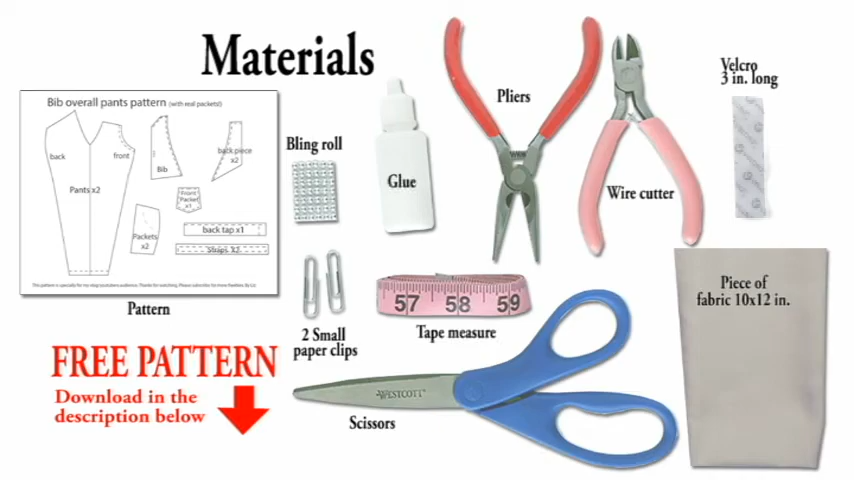 Materials
Bib overall pants pattern (with real packets)
back
front
Pants x2
Bib
back piece
x2
Front
Packet
x1
Packets
x2
back tap x1
Straps x2
Pattern
Bling roll
Glue
Pliers
Wire cutter
Velcro
3 in. long
2 Small
paper clips
57 58 59
Tape measure
WESTCOTT
Scissors
Piece of
fabric 10x12 in.
FREE PATTERN
Download in the
description below